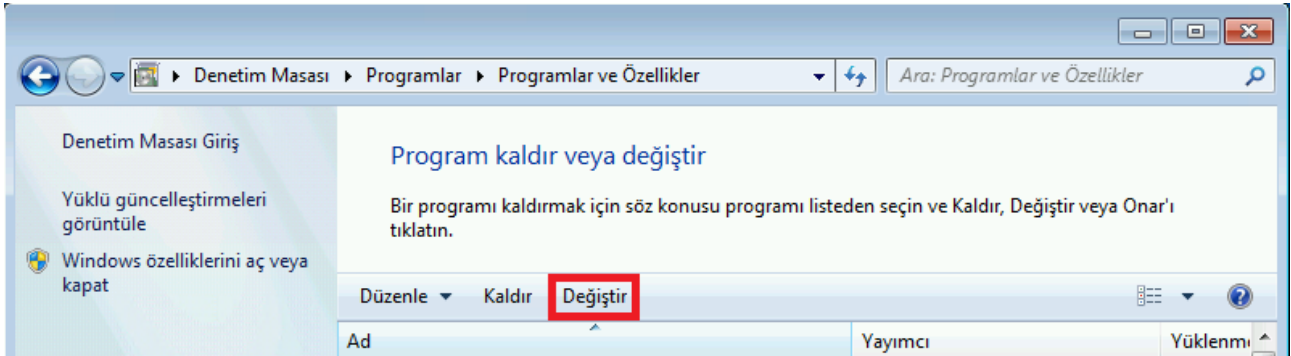 Denetim Masası Programlar Programlar ve Özellikler Ara: Programlar ve Özellikler
Denetim Masası Giriş
Yüklü güncelleştirmeleri
görüntüle
Windows özelliklerini aç veya
kapat
Program kaldır veya değiştir
Bir programı kaldırmak için söz konusu programı listeden seçin ve Kaldır, Değiştir veya Onar'ı
tıklatın.
Düzenle Kaldır Değiştir
Ad Yayımcı